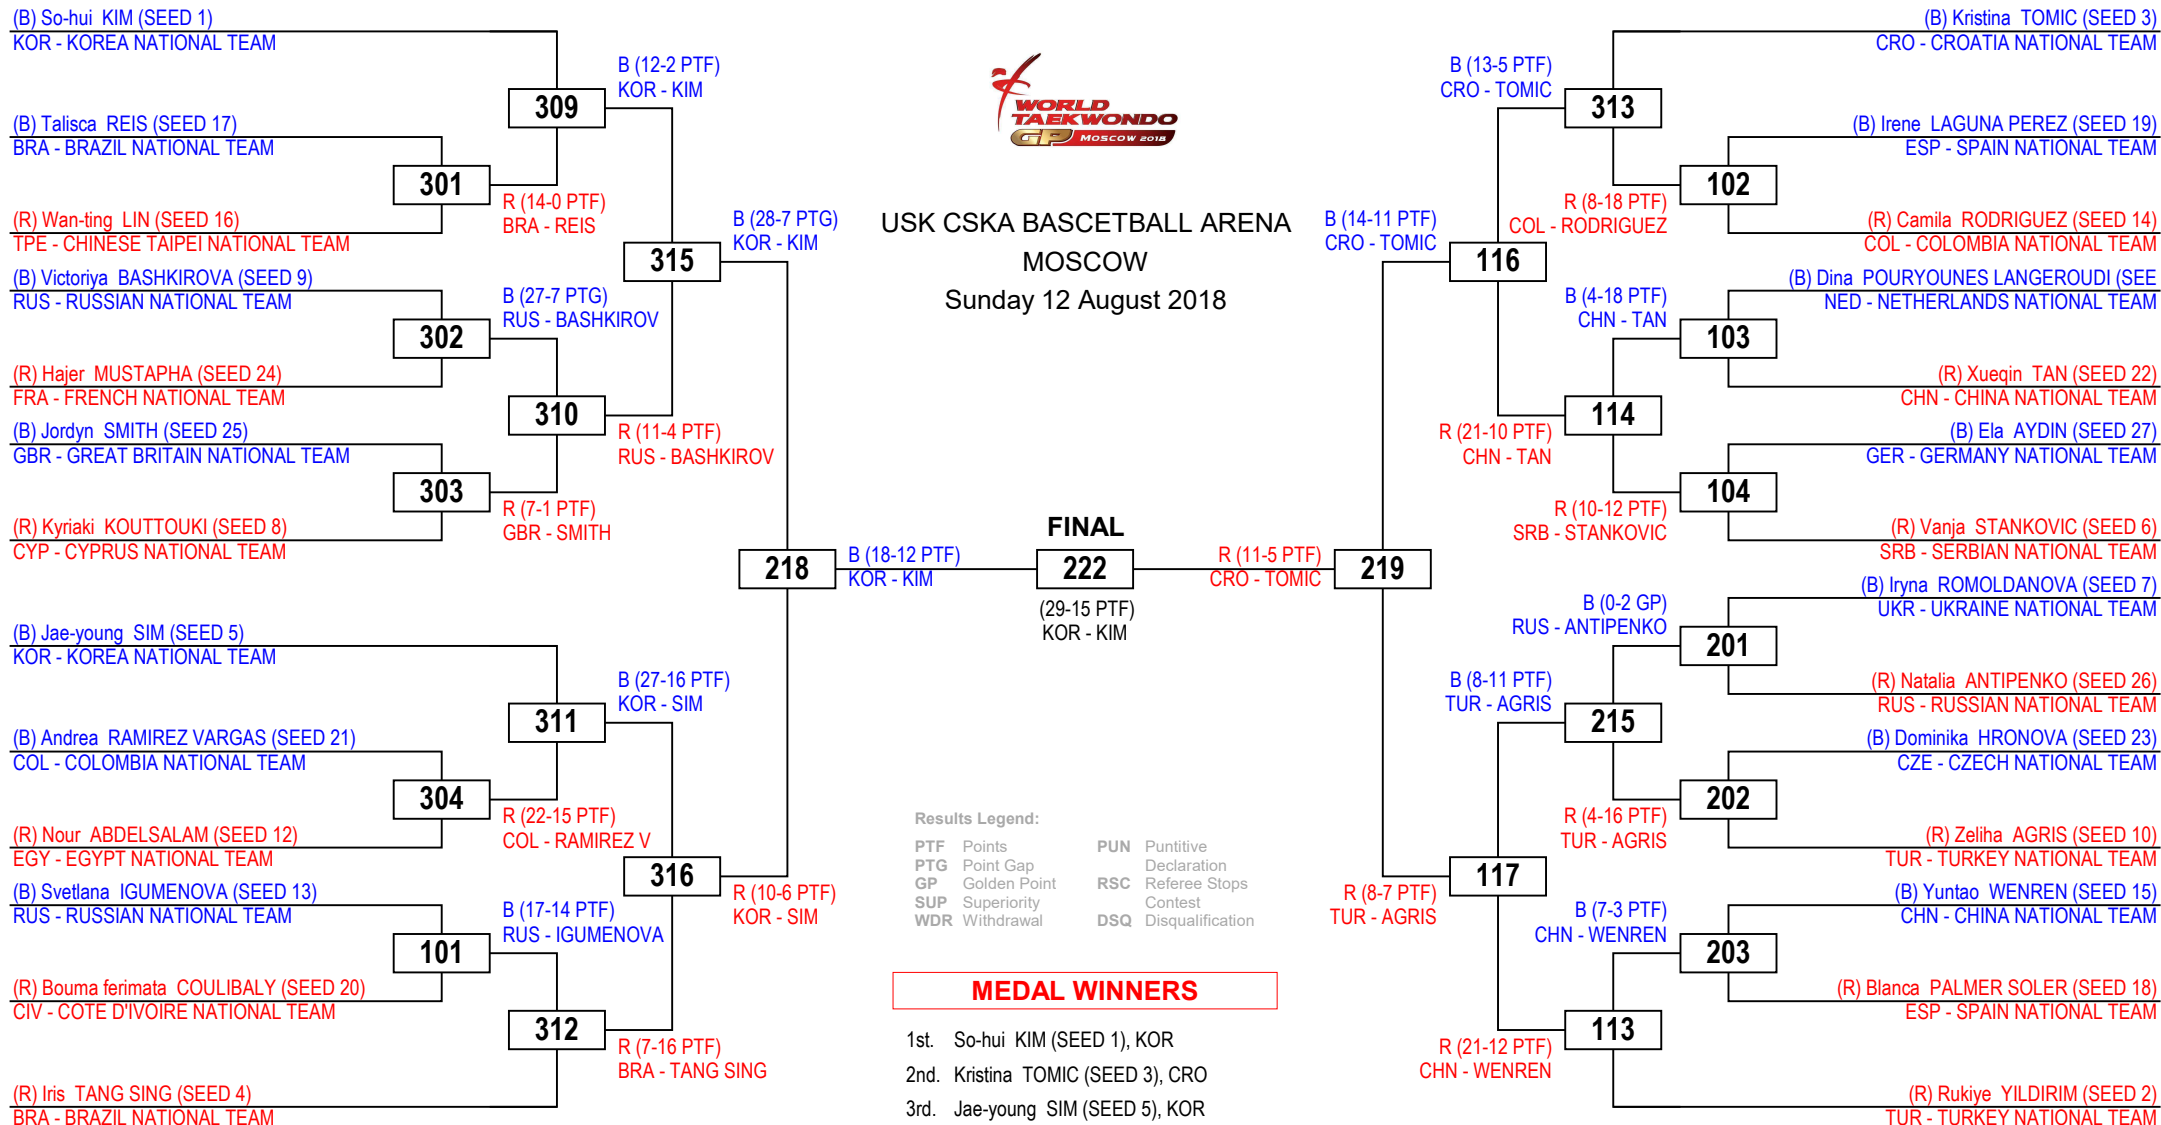 (B) So-hui KIM (SEED 1)
KOR - KOREA NATIONAL TEAM
(B) Talisca REIS (SEED 17)
BRA - BRAZIL NATIONAL TEAM
(R) Wan-ting LIN (SEED 16)
TPE - CHINESE TAIPEI NATIONAL TEAM
(B) Victoriya BASHKIROVA (SEED 9)
RUS - RUSSIAN NATIONAL TEAM
(R) Hajer MUSTAPHA (SEED 24)
FRA - FRENCH NATIONAL TEAM
(B) Jordyn SMITH (SEED 25)
GBR - GREAT BRITAIN NATIONAL TEAM
(R) Kyriaki KOUTTOUKI (SEED 8)
CYP - CYPRUS NATIONAL TEAM
(B) Jae-young SIM (SEED 5)
KOR - KOREA NATIONAL TEAM
(B) Andrea RAMIREZ VARGAS (SEED 21)
COL - COLOMBIA NATIONAL TEAM
(R) Nour ABDELSALAM (SEED 12)
EGY - EGYPT NATIONAL TEAM
(B) Svetlana IGUMENOVA (SEED 13)
RUS - RUSSIAN NATIONAL TEAM
(R) Bouma ferimata COULIBALY (SEED 20)
CIV - COTE D'IVOIRE NATIONAL TEAM
(R) Iris TANG SING (SEED 4)
BRA - BRAZIL NATIONAL TEAM
301
R (14-0 PTF)
BRA - REIS
302
B (27-7 PTG)
RUS - BASHKIROV
303
R (7-1 PTF)
GBR - SMITH
304
R (22-15 PTF)
COL - RAMIREZ V
101
B (17-14 PTF)
RUS - IGUMENOVA
309
B (12-2 PTF)
KOR - KIM
310
R (11-4 PTF)
RUS - BASHKIROV
311
B (27-16 PTF)
KOR - SIM
312
R (7-16 PTF)
BRA - TANG SING
315
B (28-7 PTG)
KOR - KIM
316
R (10-6 PTF)
KOR - SIM
218
B (18-12 PTF)
KOR - KIM
WORLD
TAEKWONDO
GP MOSCOW 2018
USK CSKA BASCETBALL ARENA
MOSCOW
Sunday 12 August 2018
FINAL
222
(29-15 PTF)
KOR - KIM
Results Legend:
PTF Points
PTG Point Gap
GP Golden Point
SUP Superiority
WDR Withdrawal
PUN Puntitive
Declaration
RSC Referee Stops
Contest
DSQ Disqualification
MEDAL WINNERS
1st. So-hui KIM (SEED 1), KOR
2nd. Kristina TOMIC (SEED 3), CRO
3rd. Jae-young SIM (SEED 5), KOR
R (11-5 PTF)
CRO - TOMIC
219
B (14-11 PTF)
CRO - TOMIC
116
R (8-7 PTF)
TUR - AGRIS
117
B (13-5 PTF)
CRO - TOMIC
313
R (21-10 PTF)
CHN - TAN
114
B (8-11 PTF)
TUR - AGRIS
215
R (21-12 PTF)
CHN - WENREN
113
R (8-18 PTF)
COL - RODRIGUEZ
102
B (4-18 PTF)
CHN - TAN
103
R (10-12 PTF)
SRB - STANKOVIC
104
B (0-2 GP)
RUS - ANTIPENKO
201
R (4-16 PTF)
TUR - AGRIS
202
B (7-3 PTF)
CHN - WENREN
203
(B) Kristina TOMIC (SEED 3)
CRO - CROATIA NATIONAL TEAM
(B) Irene LAGUNA PEREZ (SEED 19)
ESP - SPAIN NATIONAL TEAM
(R) Camila RODRIGUEZ (SEED 14)
COL - COLOMBIA NATIONAL TEAM
(B) Dina POURYOUNES LANGEROUDI (SEE
NED - NETHERLANDS NATIONAL TEAM
(R) Xueqin TAN (SEED 22)
CHN - CHINA NATIONAL TEAM
(B) Ela AYDIN (SEED 27)
GER - GERMANY NATIONAL TEAM
(R) Vanja STANKOVIC (SEED 6)
SRB - SERBIAN NATIONAL TEAM
(B) Iryna ROMOLDANOVA (SEED 7)
UKR - UKRAINE NATIONAL TEAM
(R) Natalia ANTIPENKO (SEED 26)
RUS - RUSSIAN NATIONAL TEAM
(B) Dominika HRONOVA (SEED 23)
CZE - CZECH NATIONAL TEAM
(R) Zeliha AGRIS (SEED 10)
TUR - TURKEY NATIONAL TEAM
(B) Yuntao WENREN (SEED 15)
CHN - CHINA NATIONAL TEAM
(R) Blanca PALMER SOLER (SEED 18)
ESP - SPAIN NATIONAL TEAM
(R) Rukiye YILDIRIM (SEED 2)
TUR - TURKEY NATIONAL TEAM